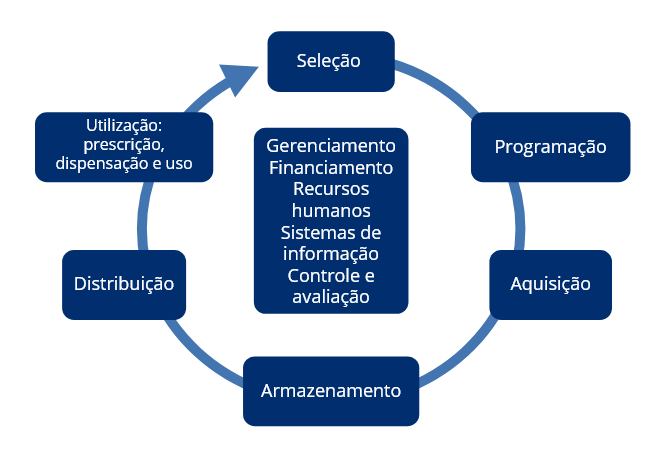 Seleção
Programação
Aquisição
Armazenamento
Distribuição
Utilização:
prescrição,
dispensação e uso
Gerenciamento
Financiamento
Recursos
humanos
Sistemas de
informação
Controle e
avaliação